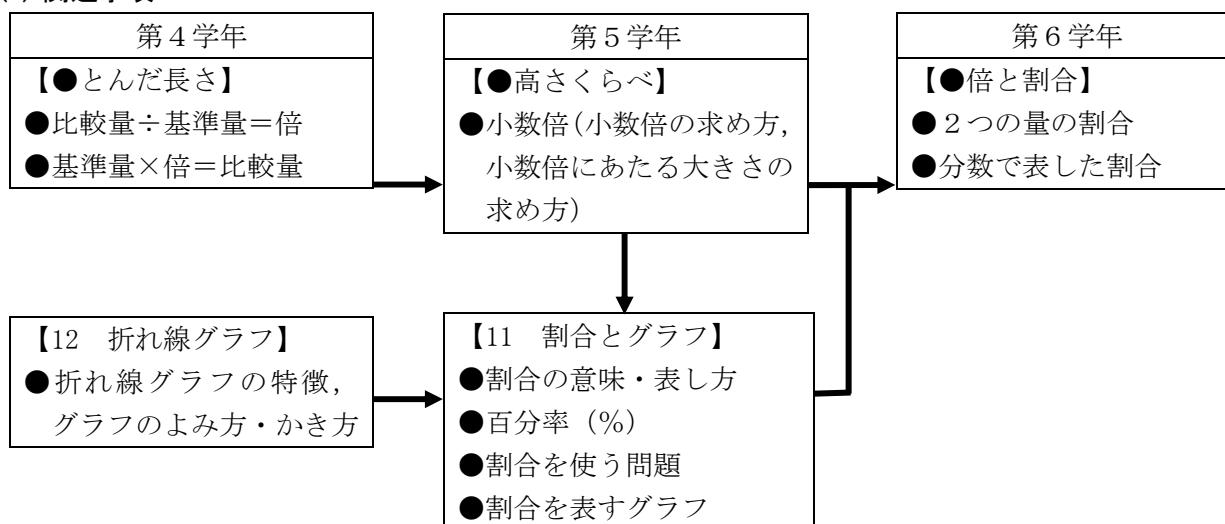 第４学年
【●とんだ長さ】
●比較量÷基準量＝倍
●基準量×倍＝比較量
第５学年
【●高さくらべ】
●小数倍(小数倍の求め方,
小数倍にあたる大きさの
求め方)
第６学年
【●倍と割合】
●２つの量の割合
●分数で表した割合
【12　折れ線グラフ】
●折れ線グラフの特徴,
グラフのよみ方・かき方
【11　割合とグラフ】
●割合の意味・表し方
●百分率（%）
●割合を使う問題
●割合を表すグラフ